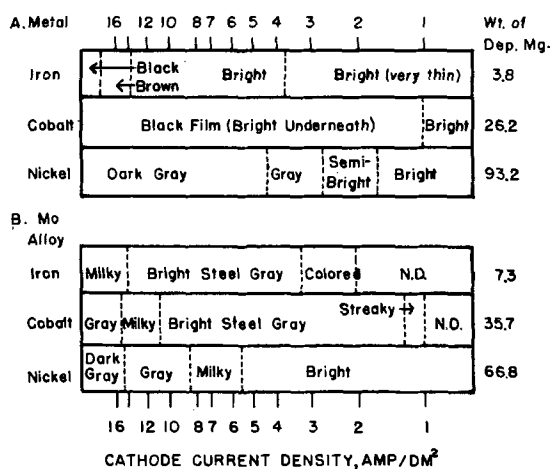 A. Metal 16 12 10 8 7 6 5 4 3 2 1 Wt. of Dep. Mg.
Iron Black Brown Bright Bright (very thin) 3.8
Cobalt Black Film (Bright Underneath) Bright 26.2
Nickel Dark Gray Gray Semi-Bright Bright 93.2
B. Mo Alloy
Iron Milky Bright Steel Gray Colored N.D. 7.3
Cobalt Gray Milky Bright Steel Gray Streaky N.D. 35.7
Nickel Dark Gray Gray Milky Bright 66.8
16 12 10 8 7 6 5 4 3 2 1
CATHODE CURRENT DENSITY, AMP/DM²